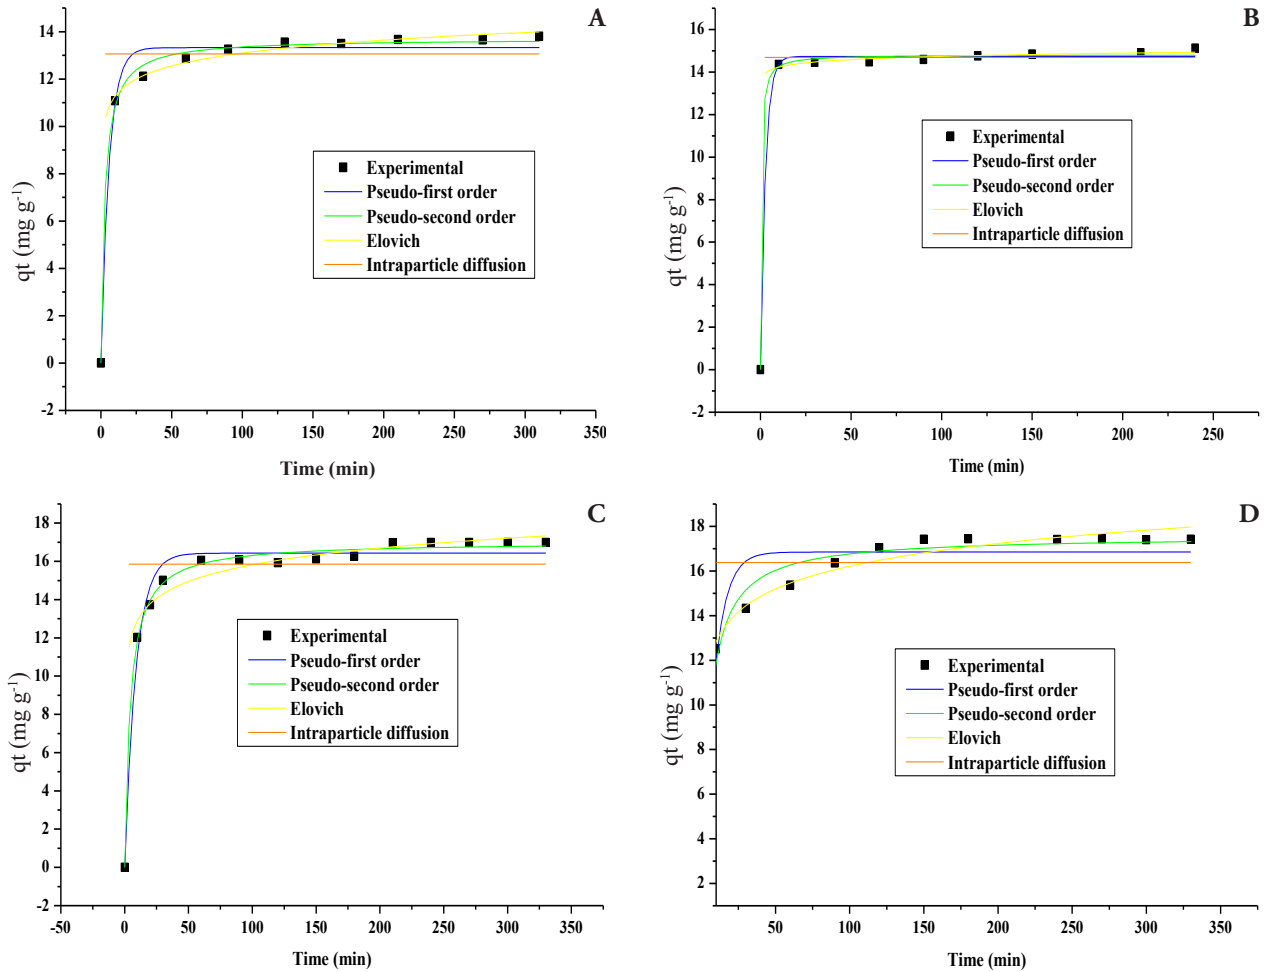 A
14
12
10
8
6
4
2
0
-2
qt (mg g-1)
Experimental
Pseudo-first order
Pseudo-second order
Elovich
Intraparticle diffusion
0 50 100 150 200 250 300 350
Time (min)
B
16
14
12
10
8
6
4
2
0
-2
qt (mg g-1)
Experimental
Pseudo-first order
Pseudo-second order
Elovich
Intraparticle diffusion
0 50 100 150 200 250
Time (min)
C
18
16
14
12
10
8
6
4
2
0
-2
qt (mg g-1)
Experimental
Pseudo-first order
Pseudo-second order
Elovich
Intraparticle diffusion
-50 0 50 100 150 200 250 300 350
Time (min)
D
18
16
14
12
10
8
6
4
2
qt (mg g-1)
Experimental
Pseudo-first order
Pseudo-second order
Elovich
Intraparticle diffusion
50 100 150 200 250 300 350
Time (min)